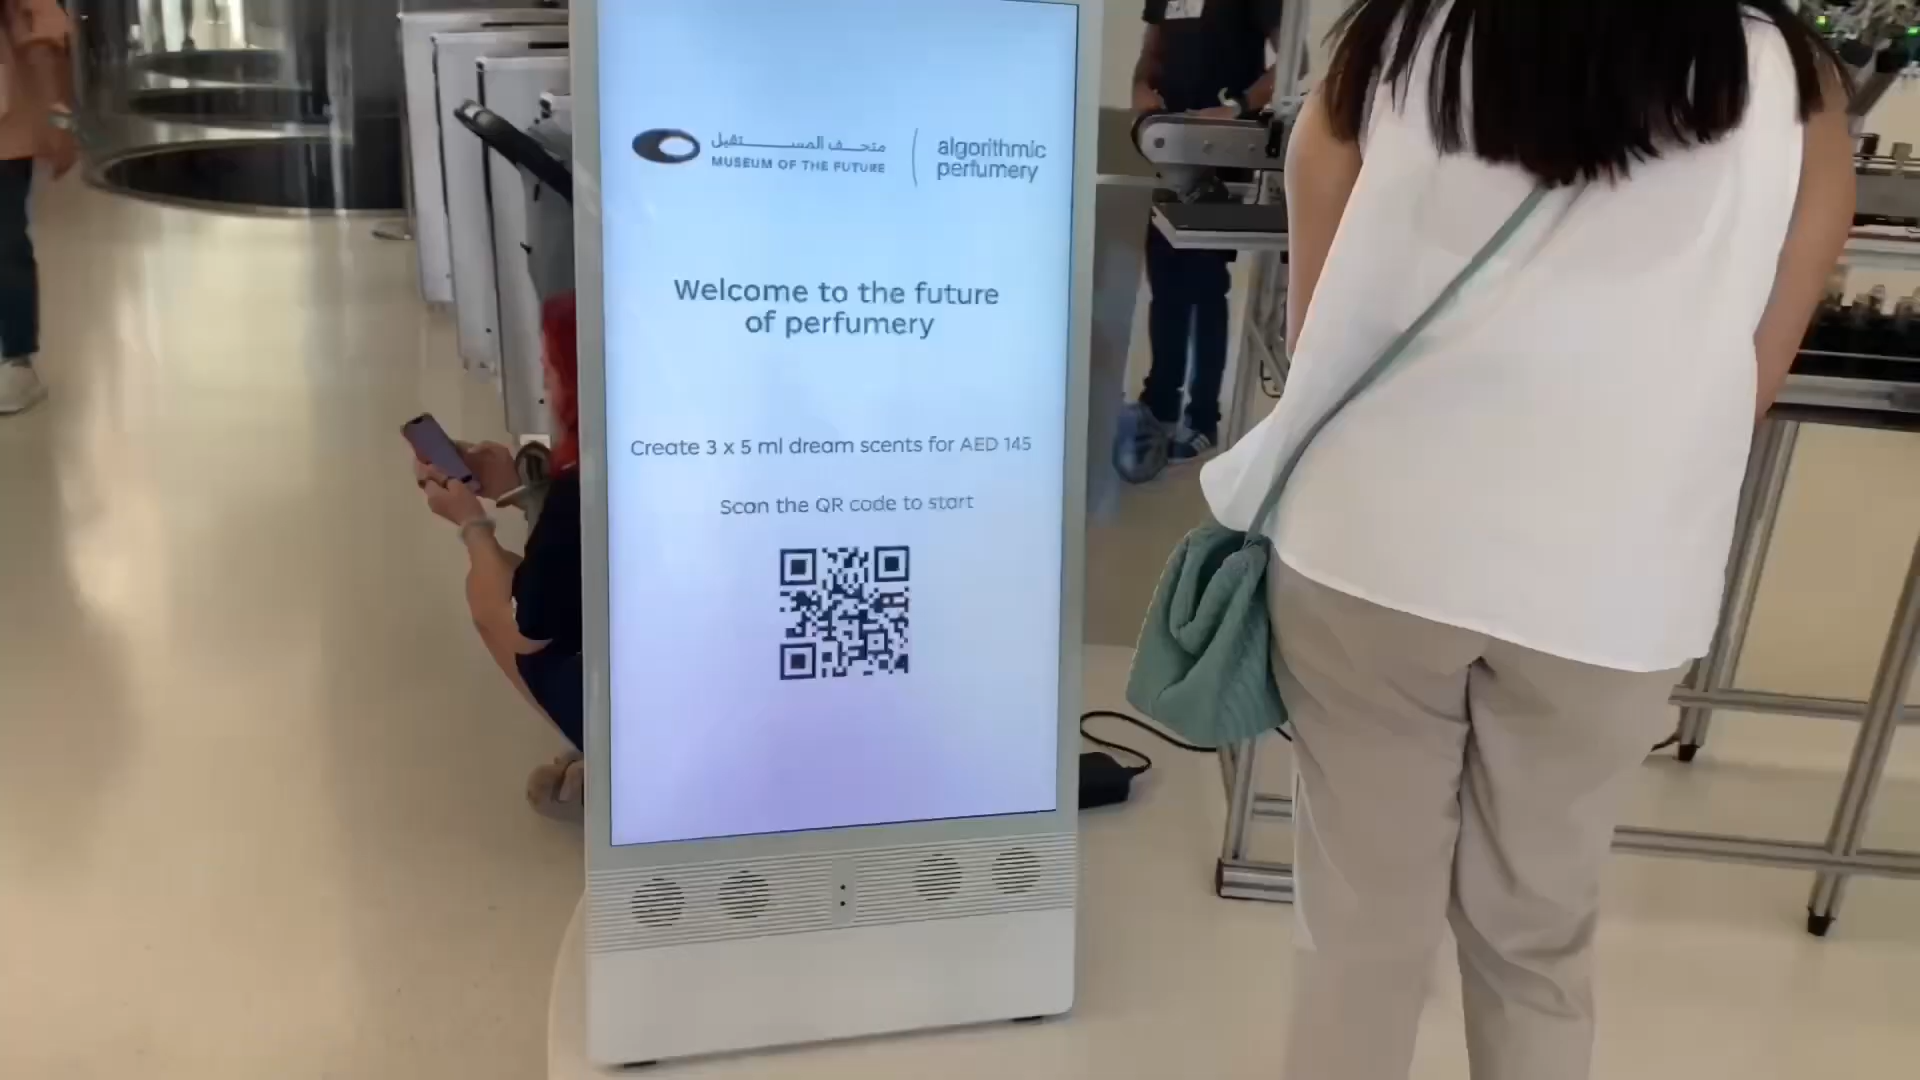 متحف المستقبل
MUSEUM OF THE FUTURE
algorithmic
perfumery
Welcome to the future
of perfumery
Create 3 x 5 ml dream scents for AED 145
Scan the QR code to start